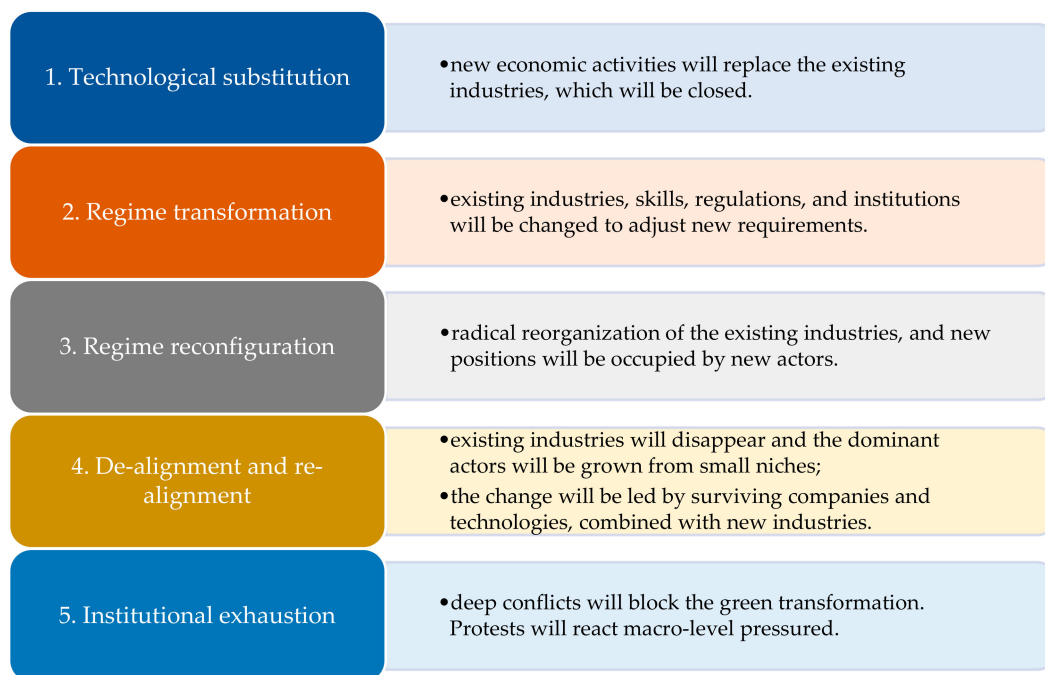 1. Technological substitution
•new economic activities will replace the existing
industries, which will be closed.
2. Regime transformation
•existing industries, skills, regulations, and institutions
will be changed to adjust new requirements.
3. Regime reconfiguration
•radical reorganization of the existing industries, and new
positions will be occupied by new actors.
4. De-alignment and re-
alignment
•existing industries will disappear and the dominant
actors will be grown from small niches;
•the change will be led by surviving companies and
technologies, combined with new industries.
5. Institutional exhaustion
•deep conflicts will block the green transformation.
Protests will react macro-level pressured.